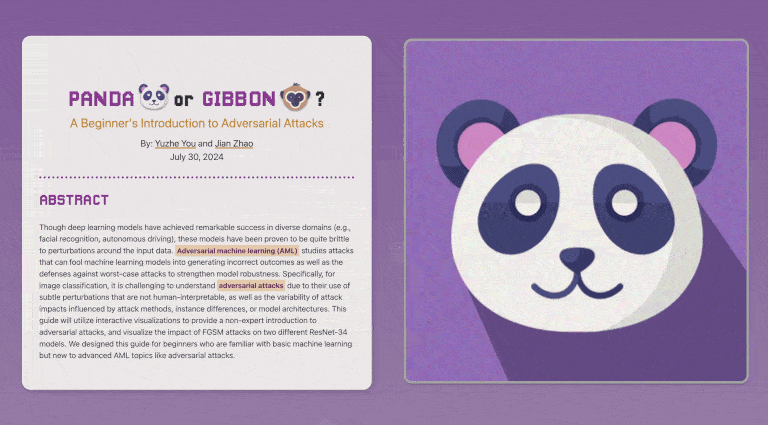 PANDA or GIBBON ?
A Beginner's Introduction to Adversarial Attacks
By: Yuzhe You and Jian Zhao
July 30, 2024
ABSTRACT
Though deep learning models have achieved remarkable success in diverse domains (e.g.,
facial recognition, autonomous driving), these models have been proven to be quite brittle
to perturbations around the input data. Adversarial machine learning (AML) studies attacks
that can fool machine learning models into generating incorrect outcomes as well as the
defenses against worst-case attacks to strengthen model robustness. Specifically, for
image classification, it is challenging to understand adversarial attacks due to their use of
subtle perturbations that are not human-interpretable, as well as the variability of attack
impacts influenced by attack methods, instance differences, or model architectures. This
guide will utilize interactive visualizations to provide a non-expert introduction to
adversarial attacks, and visualize the impact of FGSM attacks on two different ResNet-34
models. We designed this guide for beginners who are familiar with basic machine learning
but new to advanced AML topics like adversarial attacks.